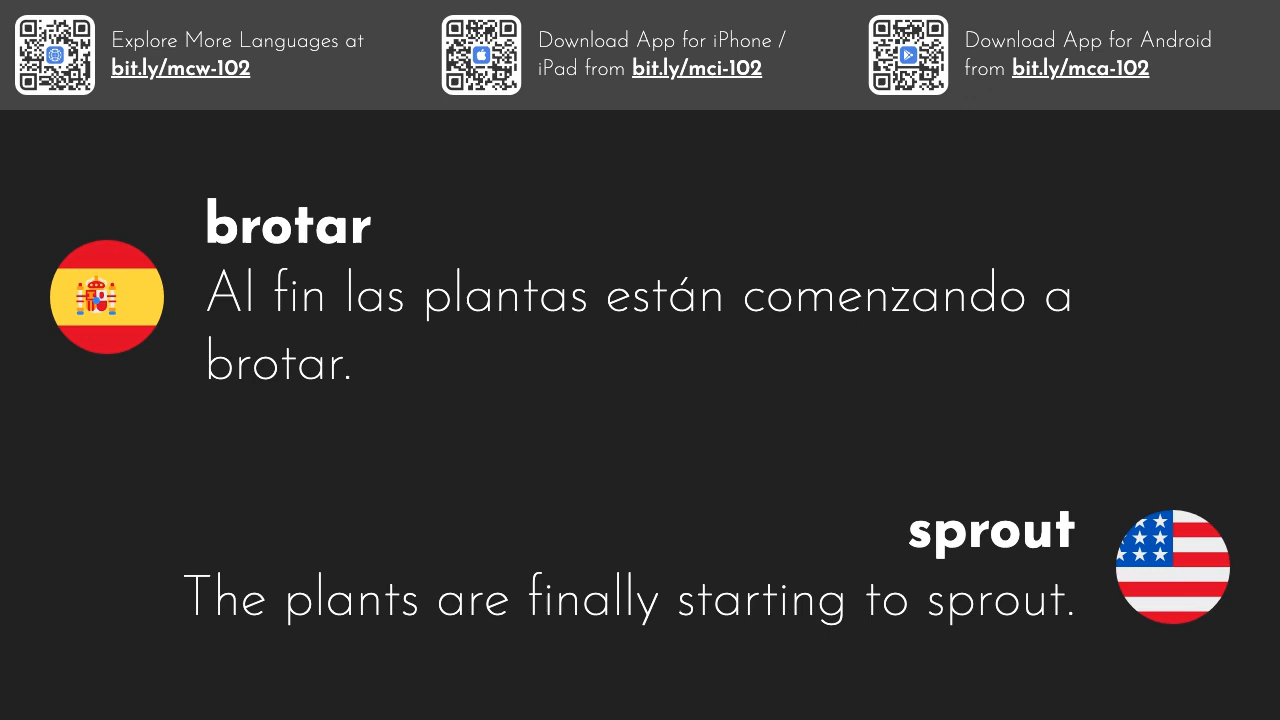 Explore More Languages at
bit.ly/mcw-102
Download App for iPhone /
iPad from bit.ly/mci-102
Download App for Android
from bit.ly/mca-102
brotar
Al fin las plantas están comenzando a
brotar.
sprout
The plants are finally starting to sprout.